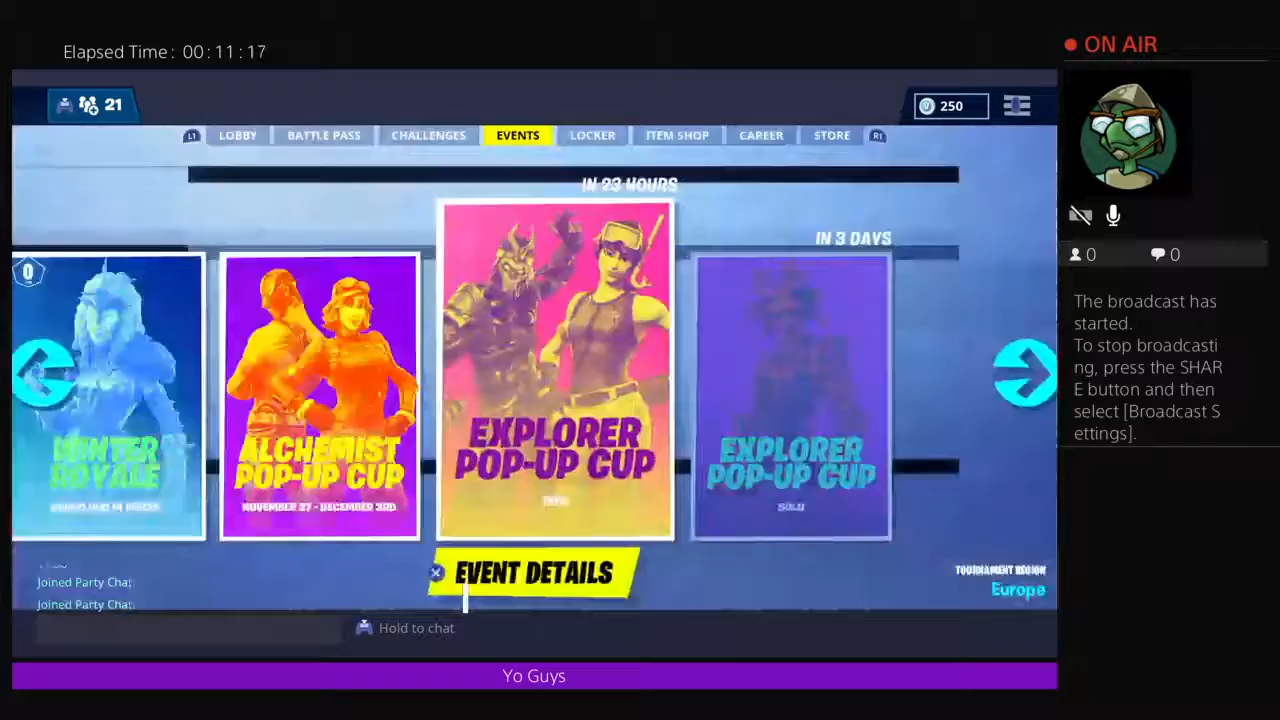 Elapsed Time: 00:11:17
ON AIR
21
250
L1 LOBBY BATTLE PASS CHALLENGES EVENTS LOCKER ITEM SHOP CAREER STORE R1
IN 23 HOURS
IN 3 DAYS
0
0
0
The broadcast has
started.
To stop broadcasti
ng, press the SHAR
E button and then
select [Broadcast S
ettings].
WINTER
ROYALE
ALCHEMIST
POP-UP CUP
NOVEMBER 27 - DECEMBER 3RD
EXPLORER
POP-UP CUP
EXPLORER
POP-UP CUP
SOLO
EVENT DETAILS
TOURNAMENT REGION
Europe
Joined Party Chat.
Joined Party Chat.
Hold to chat
Yo Guys